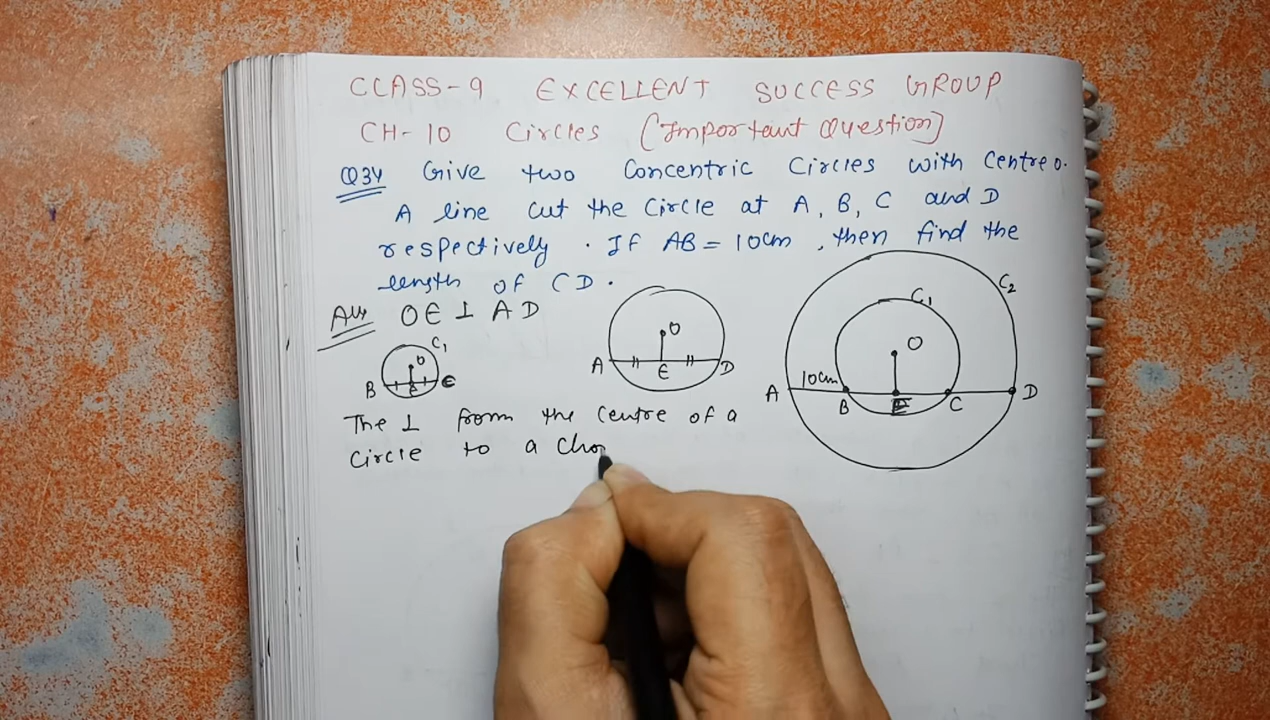 CLASS-9 EXCELLENT SUCCESS GROUP
CH-10 Circles (Important Question)
Q34 Give two Concentric Circles with Centre O.
A line cut the Circle at A, B, C and D
respectively. If AB = 10cm, then find the
length of CD.
Ans OE ⊥ AD
C1
O
B E C
O
A E D
C2
C1
O
10cm
A B E C D
The ⊥ from the Centre of a
Circle to a Cho